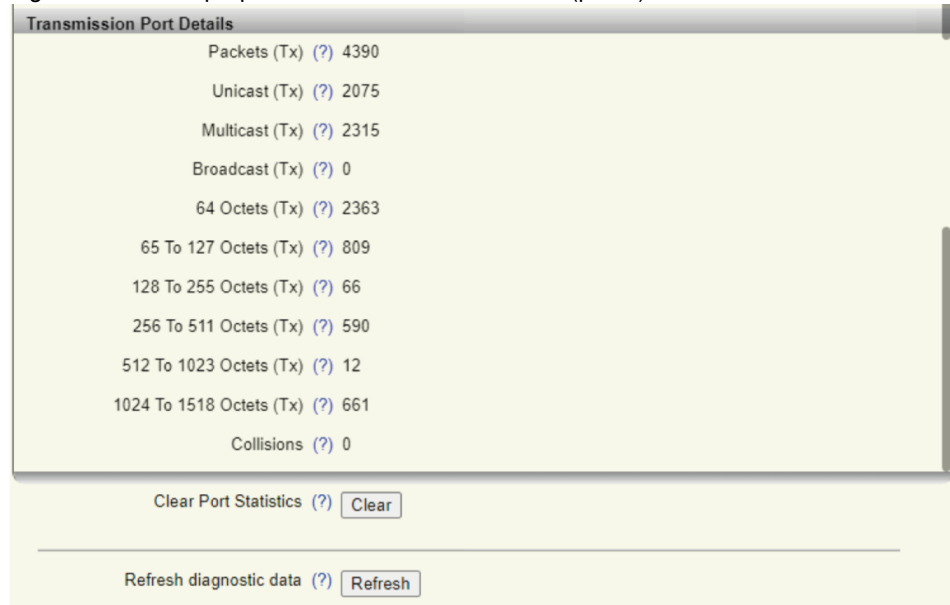 Transmission Port Details
Packets (Tx) (?) 4390
Unicast (Tx) (?) 2075
Multicast (Tx) (?) 2315
Broadcast (Tx) (?) 0
64 Octets (Tx) (?) 2363
65 To 127 Octets (Tx) (?) 809
128 To 255 Octets (Tx) (?) 66
256 To 511 Octets (Tx) (?) 590
512 To 1023 Octets (Tx) (?) 12
1024 To 1518 Octets (Tx) (?) 661
Collisions (?) 0
Clear Port Statistics (?) Clear
Refresh diagnostic data (?) Refresh